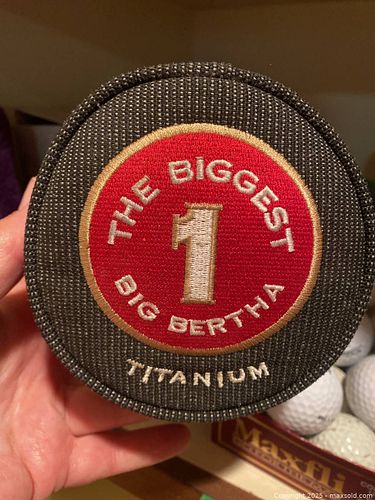 THE BIGGEST
1
BIG BERTHA
TITANIUM
Maxfli
Copyright 2025 - maxsold.com